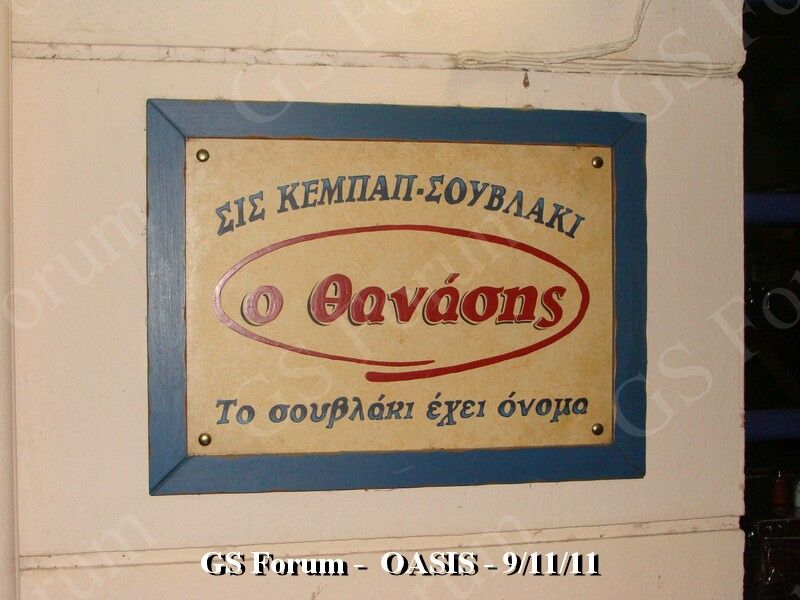 ΣΙΣ ΚΕΜΠΑΠ-ΣΟΥΒΛΑΚΙ
ο θανάσης
Το σουβλάκι έχει όνομα
GS Forum - OASIS - 9/11/11